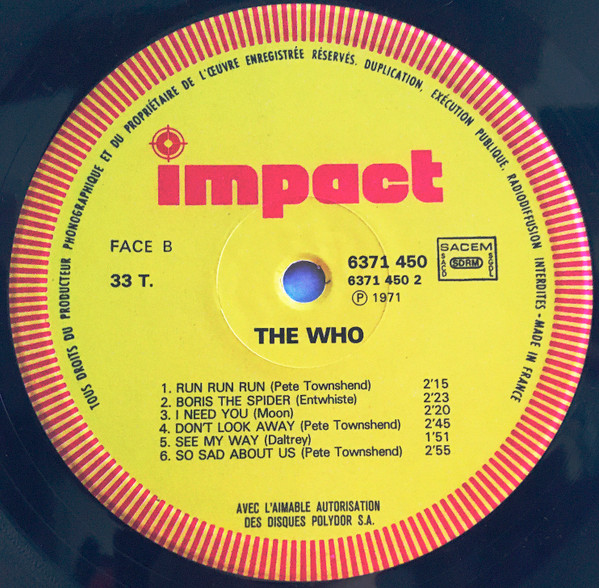 TOUS DROITS DU PRODUCTEUR PHONOGRAPHIQUE ET DU PROPRIÉTAIRE DE L'ŒUVRE ENREGISTRÉE RÉSERVÉS. DUPLICATION, EXÉCUTION PUBLIQUE, RADIODIFFUSION INTERDITES - MADE IN FRANCE
impact
FACE B
33 T.
6371 450
6371 450 2
Ⓟ 1971
SACEM
SACD
SDRM
SGDL
THE WHO
1. RUN RUN RUN (Pete Townshend) 2'15
2. BORIS THE SPIDER (Entwhiste) 2'23
3. I NEED YOU (Moon) 2'20
4. DON'T LOOK AWAY (Pete Townshend) 2'45
5. SEE MY WAY (Daltrey) 1'51
6. SO SAD ABOUT US (Pete Townshend) 2'55
AVEC L'AIMABLE AUTORISATION
DES DISQUES POLYDOR S.A.